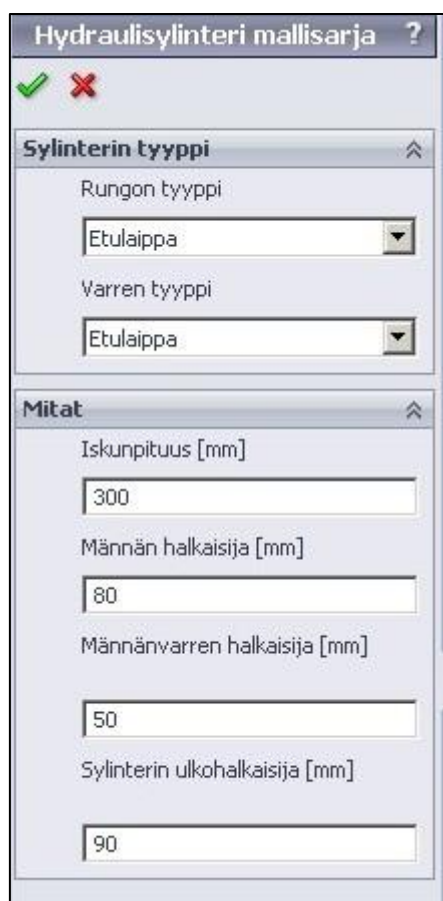 Hydraulisylinteri mallisarja ?
Sylinterin tyyppi
Rungon tyyppi
Etulaippa
Varren tyyppi
Etulaippa
Mitat
Iskunpituus [mm]
300
Männän halkaisija [mm]
80
Männänvarren halkaisija [mm]
50
Sylinterin ulkohalkaisija [mm]
90